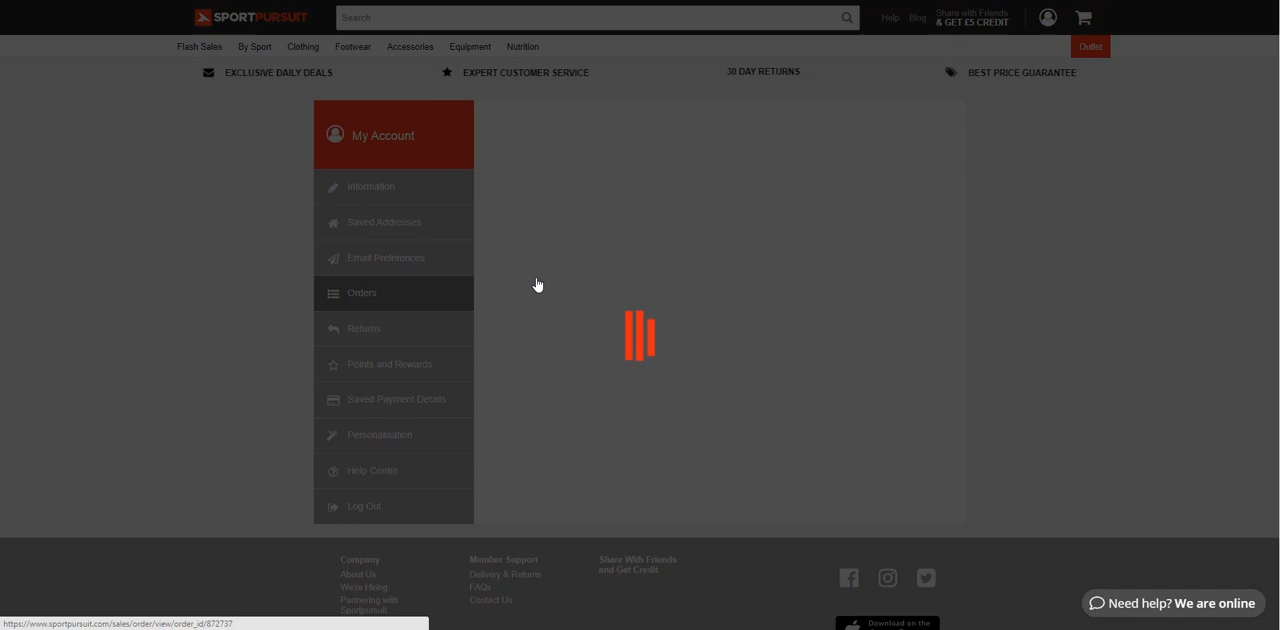 SPORTPURSUIT
Search
Help Blog Share with Friends & GET £5 CREDIT
Flash Sales By Sport Clothing Footwear Accessories Equipment Nutrition Outlet
EXCLUSIVE DAILY DEALS EXPERT CUSTOMER SERVICE 30 DAY RETURNS BEST PRICE GUARANTEE
My Account
Information
Saved Addresses
Email Preferences
Orders
Returns
Points and Rewards
Saved Payment Details
Personalisation
Help Centre
Log Out
Company
About Us
We're Hiring
Partnering with
Sportpursuit
Member Support
Delivery & Returns
FAQs
Contact Us
Share With Friends
and Get Credit
Download on the
Need help? We are online
https://www.sportpursuit.com/sales/order/view/order_id/872737